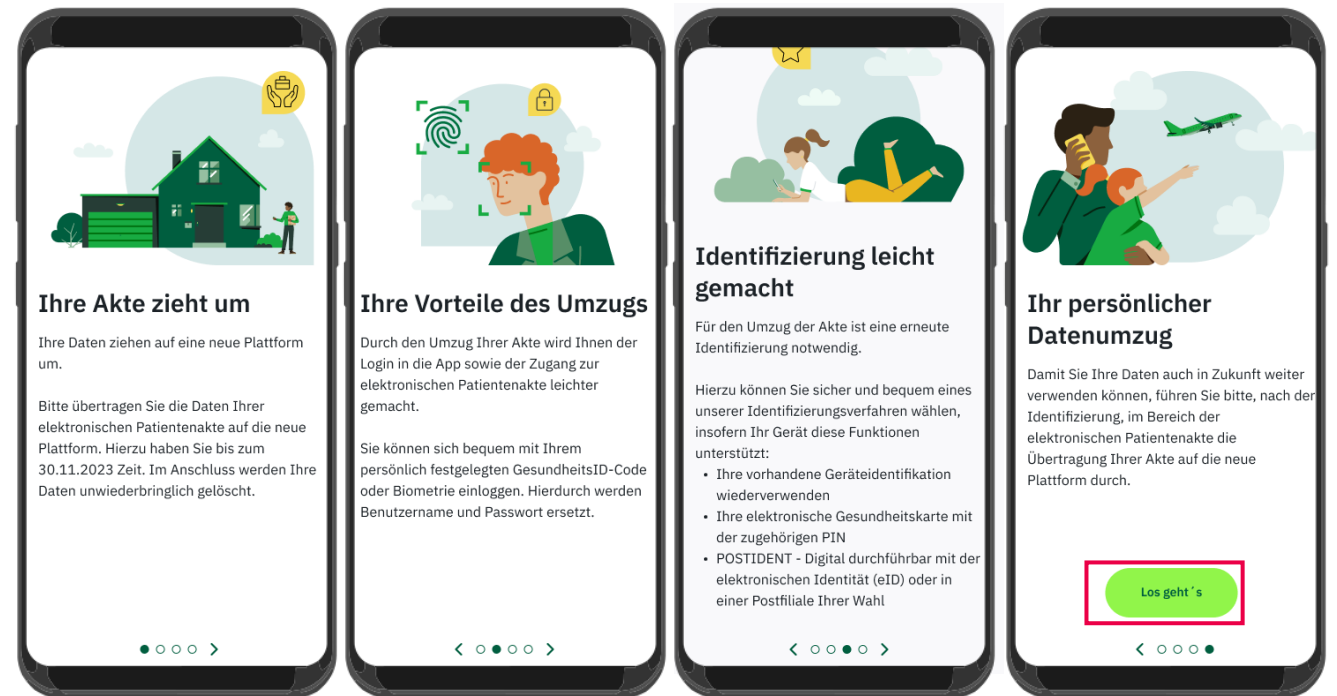 Ihre Akte zieht um
Ihre Daten ziehen auf eine neue Plattform
um.
Bitte übertragen Sie die Daten Ihrer
elektronischen Patientenakte auf die neue
Plattform. Hierzu haben Sie bis zum
30.11.2023 Zeit. Im Anschluss werden Ihre
Daten unwiederbringlich gelöscht.
Ihre Vorteile des Umzugs
Durch den Umzug Ihrer Akte wird Ihnen der
Login in die App sowie der Zugang zur
elektronischen Patientenakte leichter
gemacht.
Sie können sich bequem mit Ihrem
persönlich festgelegten GesundheitsID-Code
oder Biometrie einloggen. Hierdurch werden
Benutzername und Passwort ersetzt.
Identifizierung leicht
gemacht
Für den Umzug der Akte ist eine erneute
Identifizierung notwendig.
Hierzu können Sie sicher und bequem eines
unserer Identifizierungsverfahren wählen,
insofern Ihr Gerät diese Funktionen
unterstützt:
• Ihre vorhandene Geräteidentifikation
wiederverwenden
• Ihre elektronische Gesundheitskarte mit
der zugehörigen PIN
• POSTIDENT - Digital durchführbar mit der
elektronischen Identität (eID) oder in
einer Postfiliale Ihrer Wahl
Ihr persönlicher
Datenumzug
Damit Sie Ihre Daten auch in Zukunft weiter
verwenden können, führen Sie bitte, nach der
Identifizierung, im Bereich der
elektronischen Patientenakte die
Übertragung Ihrer Akte auf die neue
Plattform durch.
Los geht´s